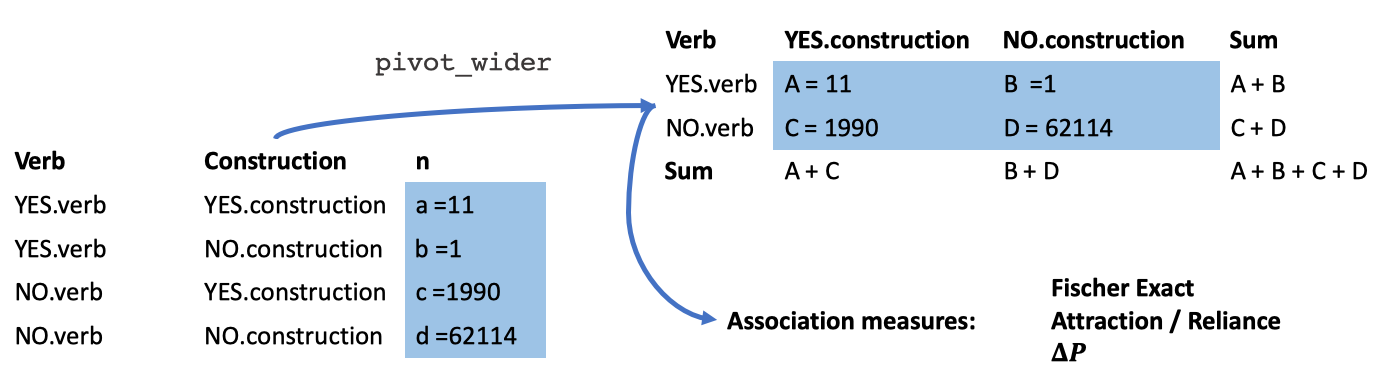 pivot_wider
Verb YES.construction NO.construction Sum
YES.verb A = 11 B =1 A + B
NO.verb C = 1990 D = 62114 C + D
Sum A + C B + D A + B + C + D
Verb Construction n
YES.verb YES.construction a =11
YES.verb NO.construction b =1
NO.verb YES.construction c =1990
NO.verb NO.construction d =62114
Association measures:
Fischer Exact
Attraction / Reliance
ΔP